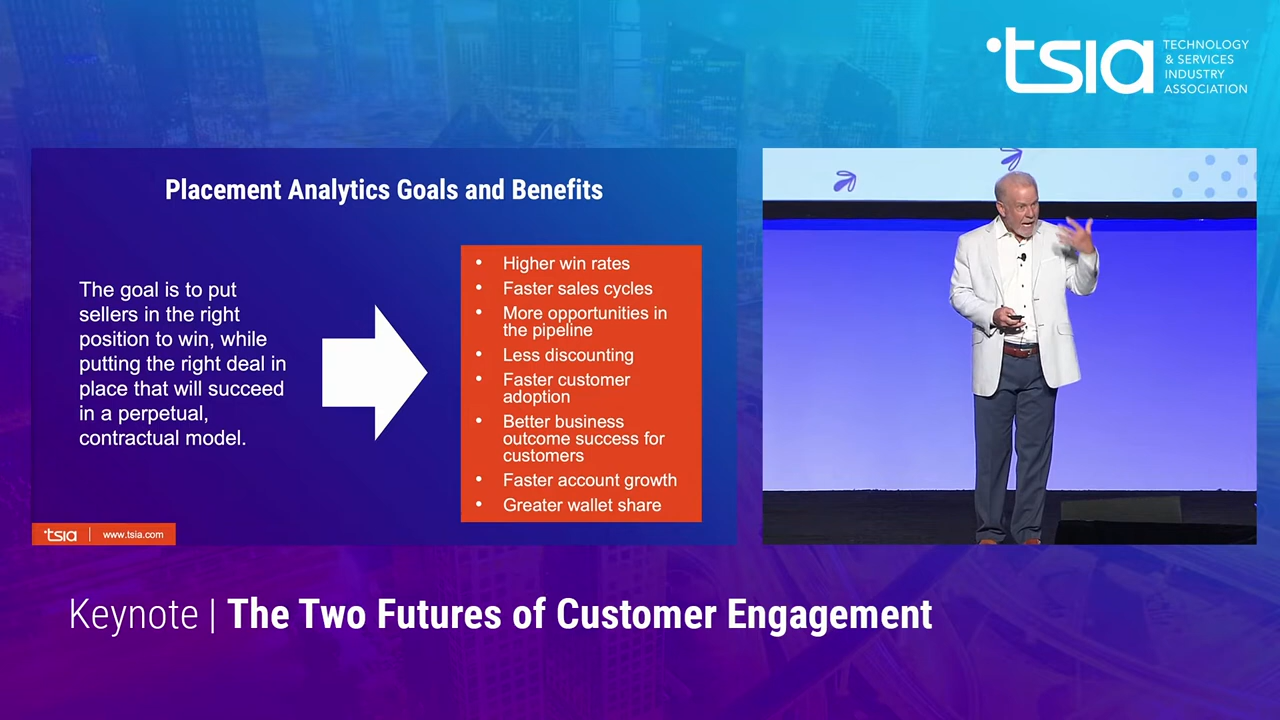 tsia
TECHNOLOGY
& SERVICES
INDUSTRY
ASSOCIATION
Placement Analytics Goals and Benefits
The goal is to put
sellers in the right
position to win, while
putting the right deal in
place that will succeed
in a perpetual,
contractual model.
• Higher win rates
• Faster sales cycles
• More opportunities in
the pipeline
• Less discounting
• Faster customer
adoption
• Better business
outcome success for
customers
• Faster account growth
• Greater wallet share
tsia | www.tsia.com
Keynote | The Two Futures of Customer Engagement